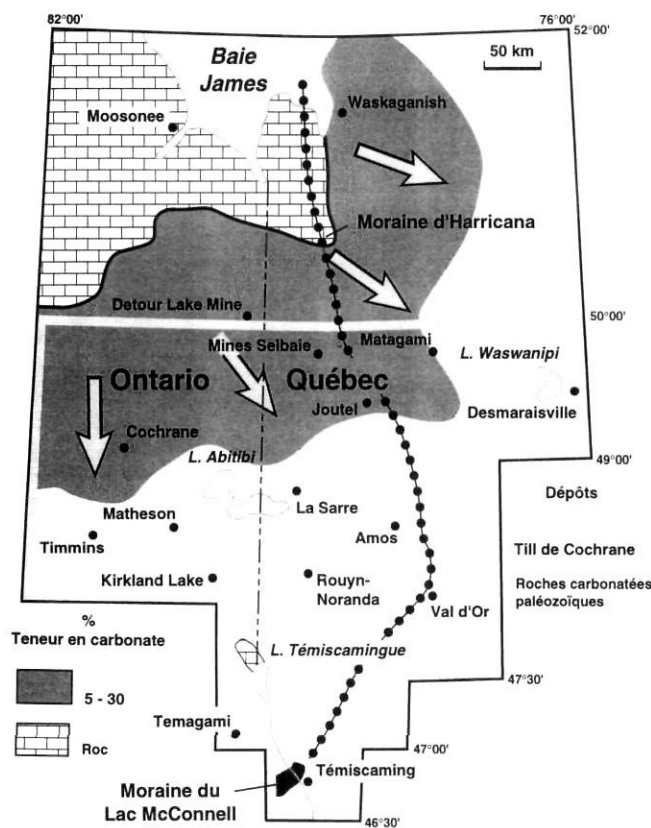 82°00'
76°00'
52°00'
Baie
James
50 km
Moosonee
Waskaganish
Moraine d'Harricana
Detour Lake Mine
50°00'
Mines Selbaie
Matagami
L. Waswanipi
Ontario
Québec
Joutel
Desmaraisville
Cochrane
L. Abitibi
49°00'
La Sarre
Dépôts
Matheson
Timmins
Amos
Till de Cochrane
Kirkland Lake
Rouyn-
Noranda
Roches carbonatées
paléozoïques
Val d'Or
%
Teneur en carbonate
L. Témiscamingue
5 - 30
47°30'
Temagami
Roc
47°00'
Témiscaming
Moraine du
Lac McConnell
46°30'